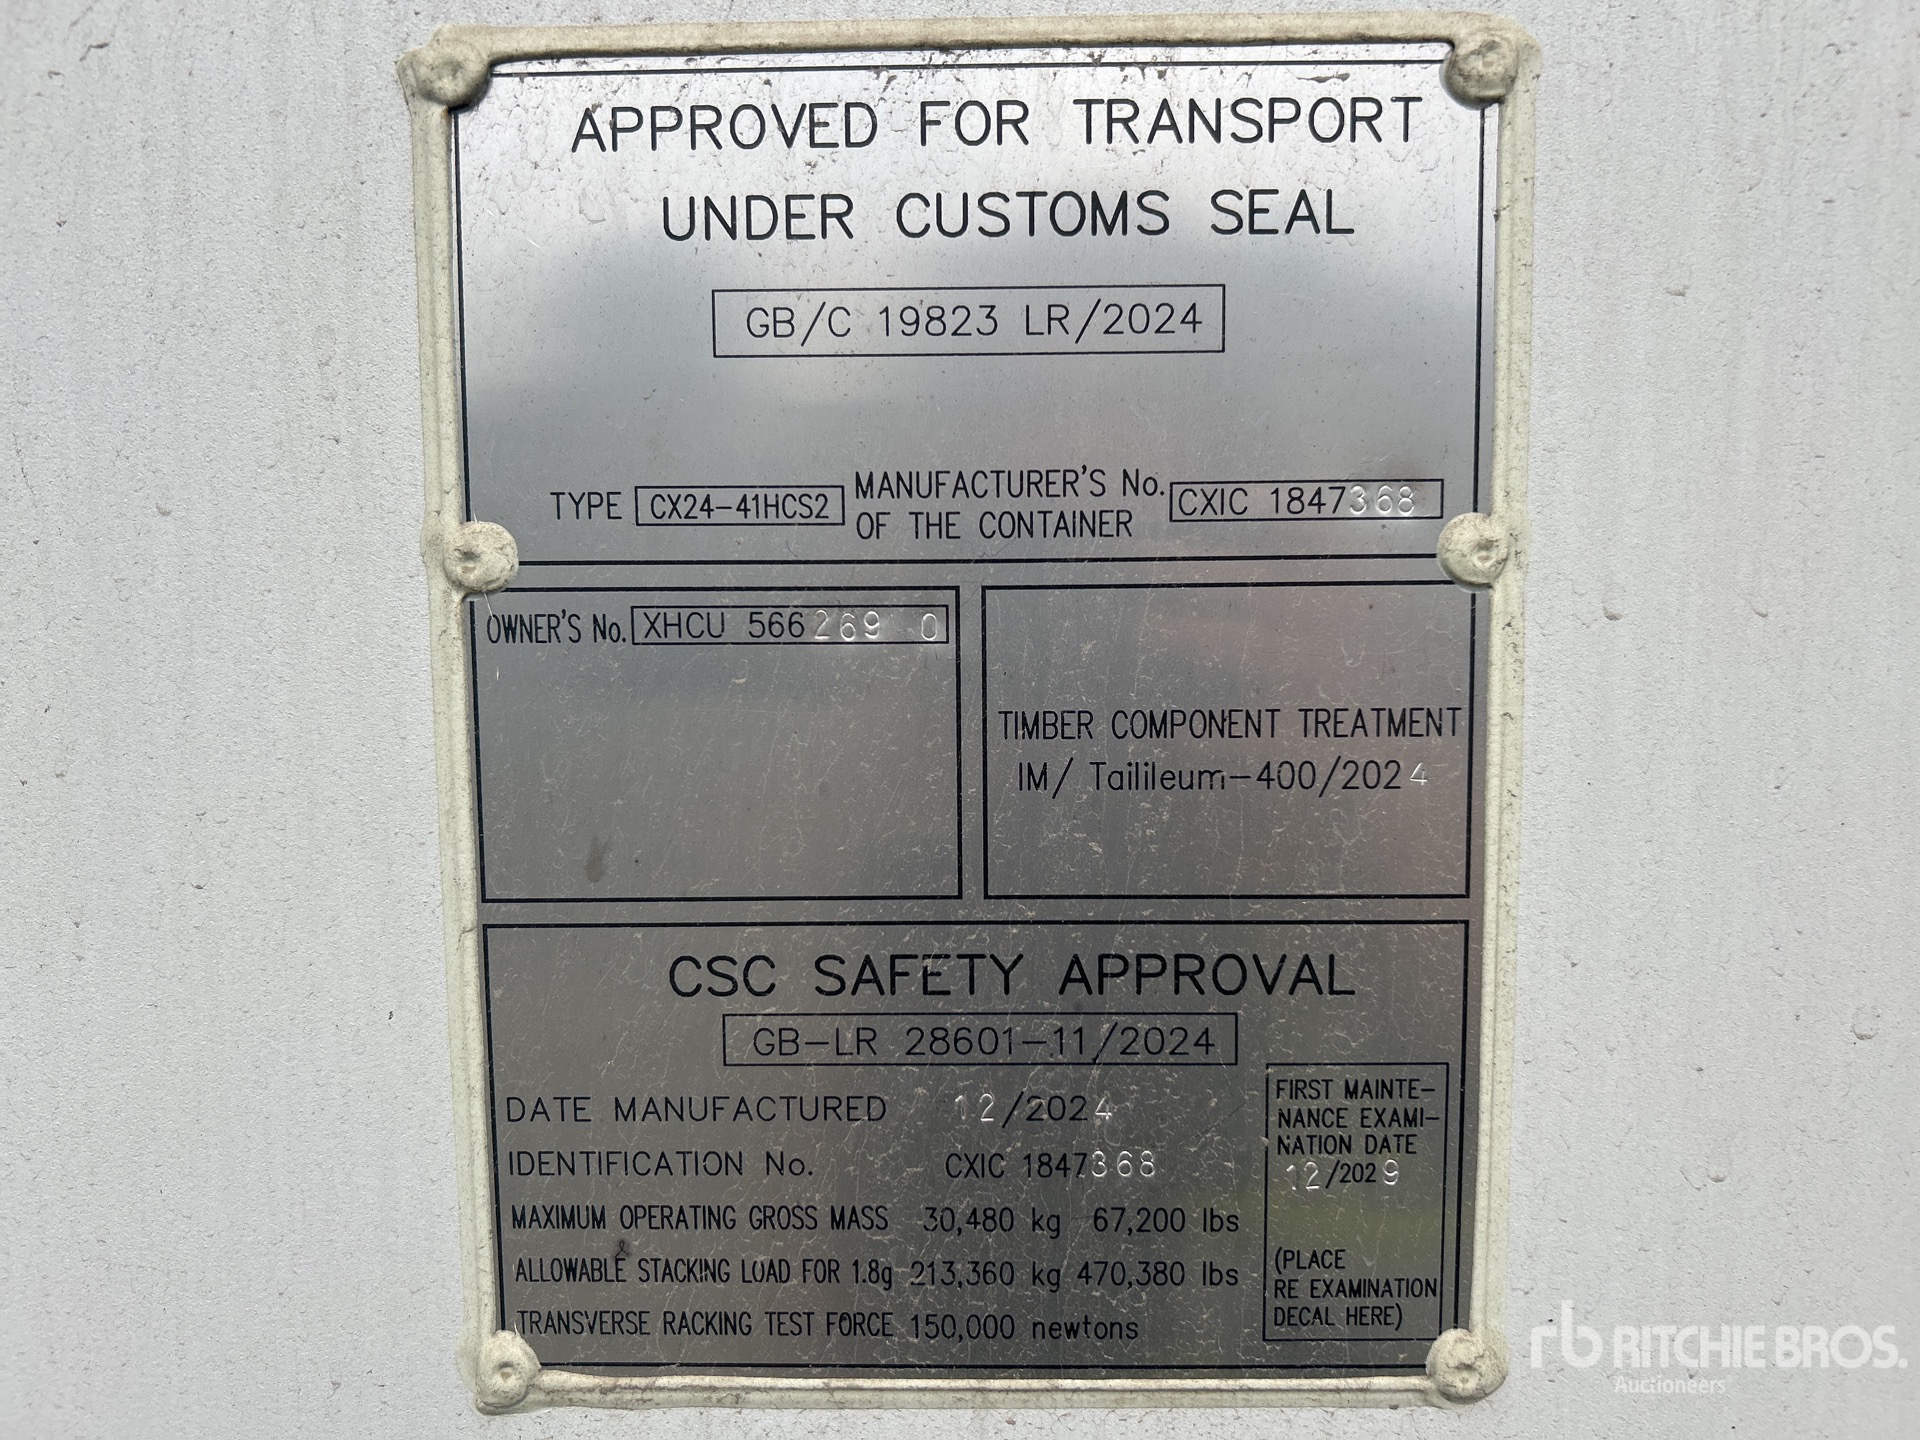 APPROVED FOR TRANSPORT
UNDER CUSTOMS SEAL
GB/C 19823 LR/2024
TYPE CX24-41HCS2 MANUFACTURER'S No. OF THE CONTAINER CXIC 1847368
OWNER'S No. XHCU 566269 0
TIMBER COMPONENT TREATMENT
IM/ Tailileum-400/2024
CSC SAFETY APPROVAL
GB-LR 28601-11/2024
DATE MANUFACTURED 12/2024
IDENTIFICATION No. CXIC 1847368
MAXIMUM OPERATING GROSS MASS 30,480 kg 67,200 lbs
ALLOWABLE STACKING LOAD FOR 1.8g 213,360 kg 470,380 lbs
TRANSVERSE RACKING TEST FORCE 150,000 newtons
FIRST MAINTE-
NANCE EXAMI-
NATION DATE
12/2029
(PLACE
RE EXAMINATION
DECAL HERE)
rb RITCHIE BROS.
Auctioneers